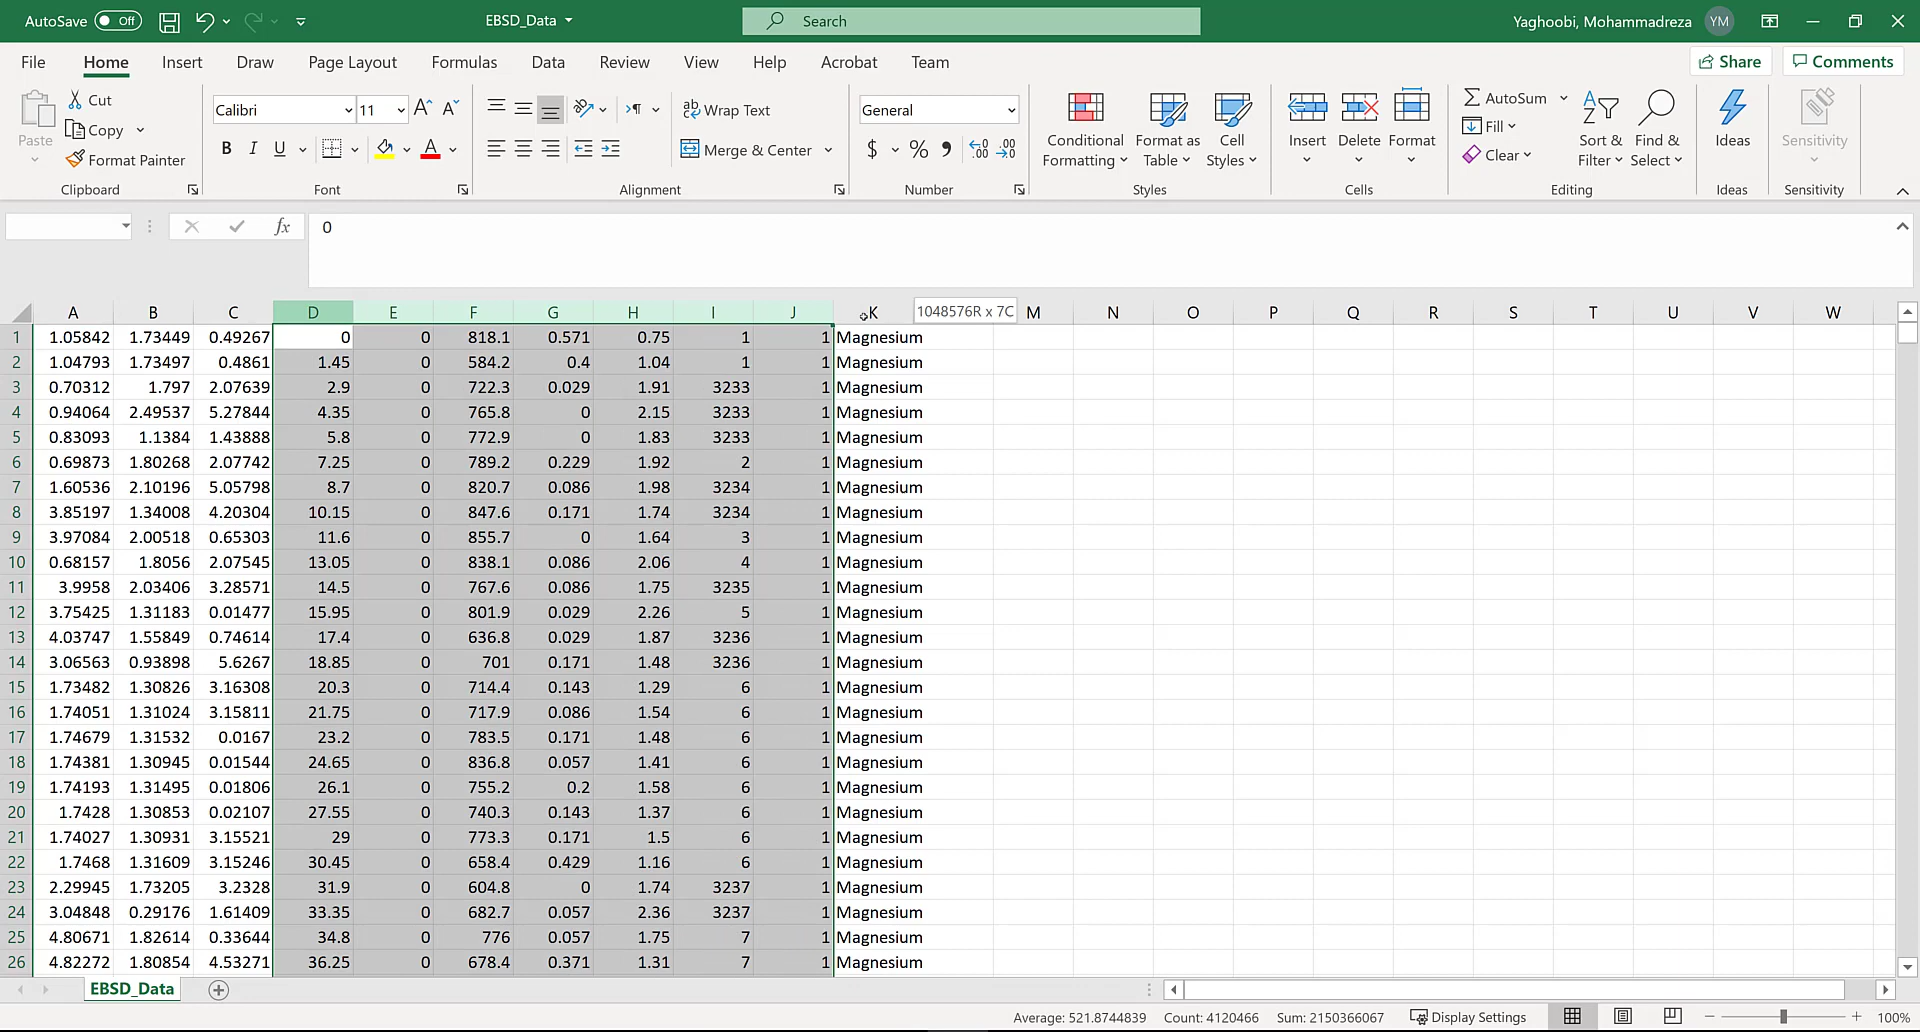 AutoSave Off EBSD_Data Search Yaghoobi, Mohammadreza YM
File Home Insert Draw Page Layout Formulas Data Review View Help Acrobat Team Share Comments
Paste Cut Copy Format Painter Clipboard
Calibri 11 A^ Aˇ B I U A Font
ab Wrap Text Merge & Center Alignment
General $ % , .00 .00 Number
Conditional Formatting Format as Table Cell Styles Styles
Insert Delete Format Cells
AutoSum Fill Clear Sort & Filter Find & Select Editing
Ideas Ideas
Sensitivity Sensitivity
fx 0
A B C D E F G H I J K 1048576R x 7C M N O P Q R S T U V W
1 1.05842 1.73449 0.49267 0 0 818.1 0.571 0.75 1 1 Magnesium
2 1.04793 1.73497 0.4861 1.45 0 584.2 0.4 1.04 1 1 Magnesium
3 0.70312 1.797 2.07639 2.9 0 722.3 0.029 1.91 3233 1 Magnesium
4 0.94064 2.49537 5.27844 4.35 0 765.8 0 2.15 3233 1 Magnesium
5 0.83093 1.1384 1.43888 5.8 0 772.9 0 1.83 3233 1 Magnesium
6 0.69873 1.80268 2.07742 7.25 0 789.2 0.229 1.92 2 1 Magnesium
7 1.60536 2.10196 5.05798 8.7 0 820.7 0.086 1.98 3234 1 Magnesium
8 3.85197 1.34008 4.20304 10.15 0 847.6 0.171 1.74 3234 1 Magnesium
9 3.97084 2.00518 0.65303 11.6 0 855.7 0 1.64 3 1 Magnesium
10 0.68157 1.8056 2.07545 13.05 0 838.1 0.086 2.06 4 1 Magnesium
11 3.9958 2.03406 3.28571 14.5 0 767.6 0.086 1.75 3235 1 Magnesium
12 3.75425 1.31183 0.01477 15.95 0 801.9 0.029 2.26 5 1 Magnesium
13 4.03747 1.55849 0.74614 17.4 0 636.8 0.029 1.87 3236 1 Magnesium
14 3.06563 0.93898 5.6267 18.85 0 701 0.171 1.48 3236 1 Magnesium
15 1.73482 1.30826 3.16308 20.3 0 714.4 0.143 1.29 6 1 Magnesium
16 1.74051 1.31024 3.15811 21.75 0 717.9 0.086 1.54 6 1 Magnesium
17 1.74679 1.31532 0.0167 23.2 0 783.5 0.171 1.48 6 1 Magnesium
18 1.74381 1.30945 0.01544 24.65 0 836.8 0.057 1.41 6 1 Magnesium
19 1.74193 1.31495 0.01806 26.1 0 755.2 0.2 1.58 6 1 Magnesium
20 1.7428 1.30853 0.02107 27.55 0 740.3 0.143 1.37 6 1 Magnesium
21 1.74027 1.30931 3.15521 29 0 773.3 0.171 1.5 6 1 Magnesium
22 1.7468 1.31609 3.15246 30.45 0 658.4 0.429 1.16 6 1 Magnesium
23 2.29945 1.73205 3.2328 31.9 0 604.8 0 1.74 3237 1 Magnesium
24 3.04848 0.29176 1.61409 33.35 0 682.7 0.057 2.36 3237 1 Magnesium
25 4.80671 1.82614 0.33644 34.8 0 776 0.057 1.75 7 1 Magnesium
26 4.82272 1.80854 4.53271 36.25 0 678.4 0.371 1.31 7 1 Magnesium
EBSD_Data
Average: 521.8744839 Count: 4120466 Sum: 2150366067 Display Settings 100%